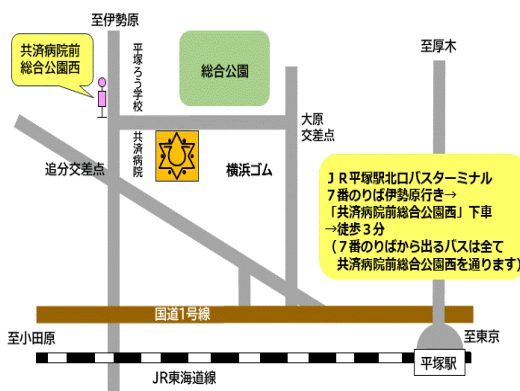 至伊勢原
共済病院前
総合公園西
平塚ろう学校
総合公園
至厚木
大原
交差点
共済病院
追分交差点
横浜ゴム
JR平塚駅北口バスターミナル
7番のりば伊勢原行き→
「共済病院前総合公園西」下車
→徒歩3分
(7番のりばから出るバスは全て
共済病院前総合公園西を通ります)
国道1号線
至小田原
至東京
平塚駅
JR東海道線